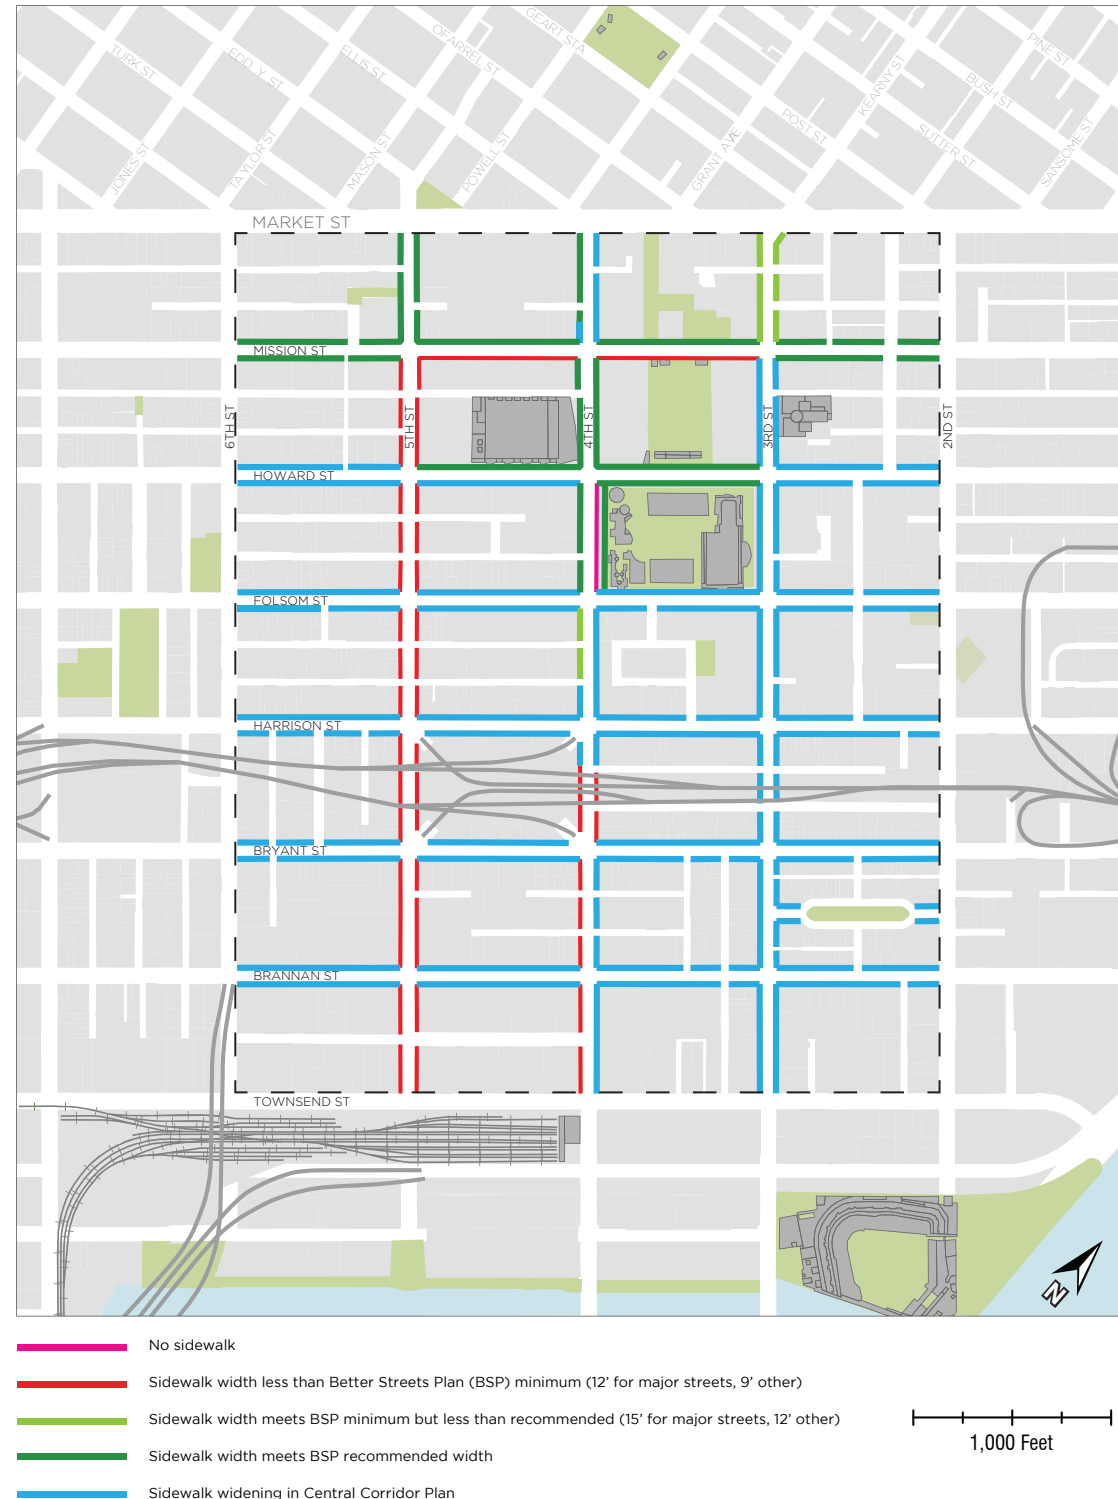 GEART STA
OFARREL ST
PINE ST
TURK ST
EDD Y ST
ELLIS ST
KEARNY ST
BUSH ST
POST ST
SUTTER ST
SANSOME ST
JONES ST
TAYLOR ST
MASON ST
POWELL ST
GRANT AVE
MARKET ST
MISSION ST
6TH ST
5TH ST
4TH ST
3RD ST
2ND ST
HOWARD ST
FOLSOM ST
HARRISON ST
BRYANT ST
BRANNAN ST
TOWNSEND ST
N
No sidewalk
Sidewalk width less than Better Streets Plan (BSP) minimum (12’ for major streets, 9’ other)
Sidewalk width meets BSP minimum but less than recommended (15’ for major streets, 12’ other)
1,000 Feet
Sidewalk width meets BSP recommended width
Sidewalk widening in Central Corridor Plan